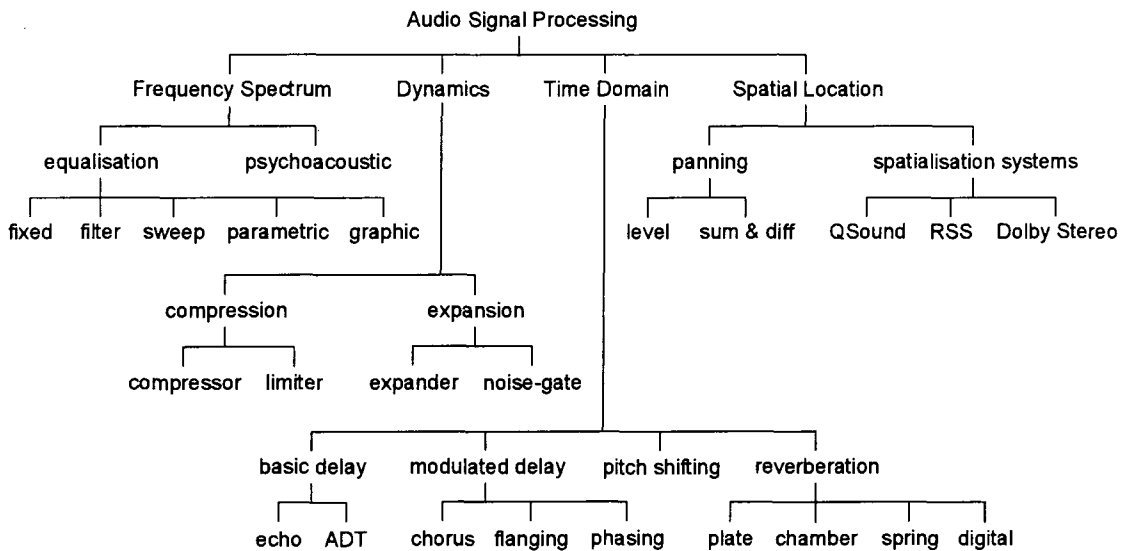 Audio Signal Processing
Frequency Spectrum Dynamics Time Domain Spatial Location
equalisation psychoacoustic panning spatialisation systems
fixed filter sweep parametric graphic level sum & diff QSound RSS Dolby Stereo
compression expansion
compressor limiter expander noise-gate
basic delay modulated delay pitch shifting reverberation
echo ADT chorus flanging phasing plate chamber spring digital